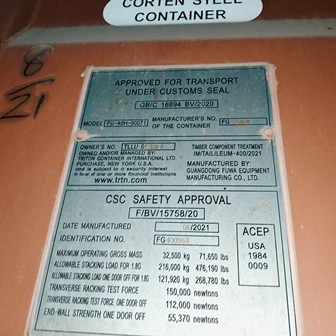 CORTEN STEEL
CONTAINER
8
21
APPROVED FOR TRANSPORT
UNDER CUSTOMS SEAL
GB/C 16894 BV/2020
MODEL FU-A0H-00071 MANUFACTURER'S NO. OF THE CONTAINER FG
OWNER'S NO. TLLU
OWNED AND/OR MANAGED BY:
TRITON CONTAINER INTERNATIONAL LTD.
PURCHASE, NEW YORK U.S.A.
and is subject to a security interest
in favor of one or more financial institutions
www.trtn.com
TIMBER COMPONENT TREATMENT
IM/TAILILEUM-400/2021
MANUFACTURED BY:
GUANGDONG FUWA EQUIPMENT
MANUFACTURING CO., LTD.
CSC SAFETY APPROVAL
F/BV/15758/20
DATE MANUFACTURED 08/2021
IDENTIFICATION NO. FG
MAXIMUM OPERATING GROSS MASS 32,500 kg 71,650 lbs
ALLOWABLE STACKING LOAD FOR 1.8G 216,000 kg 476,190 lbs
ALLOWABLE STACKING LOAD ONE DOOR OFF FOR 1.8G 121,920 kg 268,780 lbs
TRANSVERSE RACKING TEST FORCE 150,000 newtons
TRANSVERSE RACKING TEST FORCE, ONE DOOR OFF 112,000 newtons
END-WALL STRENGTH ONE DOOR OFF 55,370 newtons
ACEP
USA
1984
0009